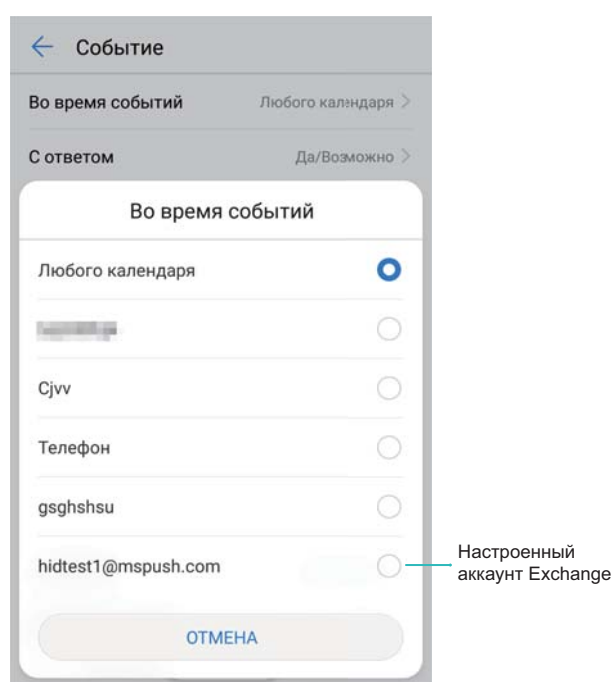 Событие
Во время событий Любого календаря
С ответом Да/Возможно
Во время событий
Любого календаря
Cjvv
Телефон
gsghshsu
hidtest1@mspush.com
Настроенный
аккаунт Exchange
ОТМЕНА